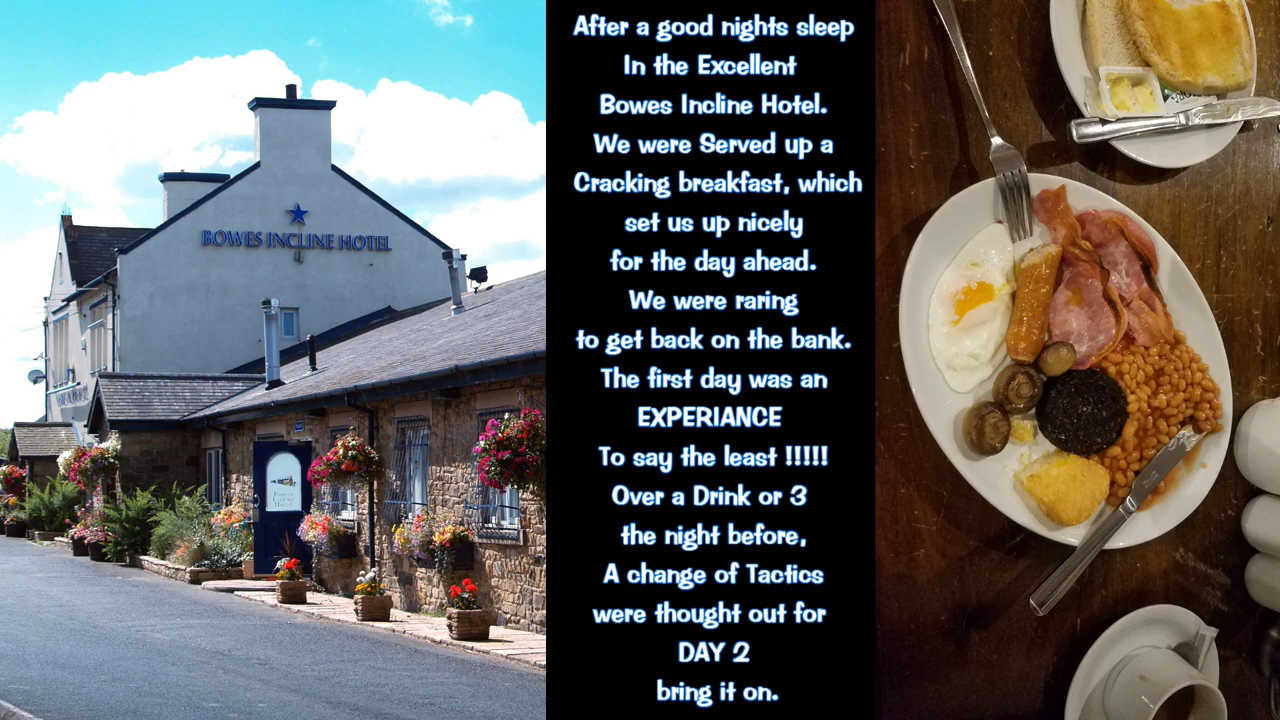 BOWES INCLINE HOTEL
After a good nights sleep
In the Excellent
Bowes Incline Hotel.
We were Served up a
Cracking breakfast, which
set us up nicely
for the day ahead.
We were raring
to get back on the bank.
The first day was an
EXPERIANCE
To say the least !!!!!
Over a Drink or 3
the night before,
A change of Tactics
were thought out for
DAY 2
bring it on.